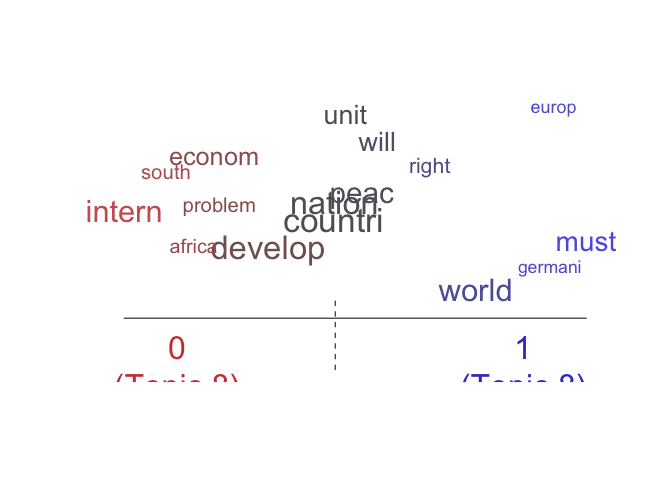 europ
unit
will
econom
right
south
peac
nation
problem
intern
countri
must
africa
develop
germani
world
0
1
(Topic 8)
(Topic 8)